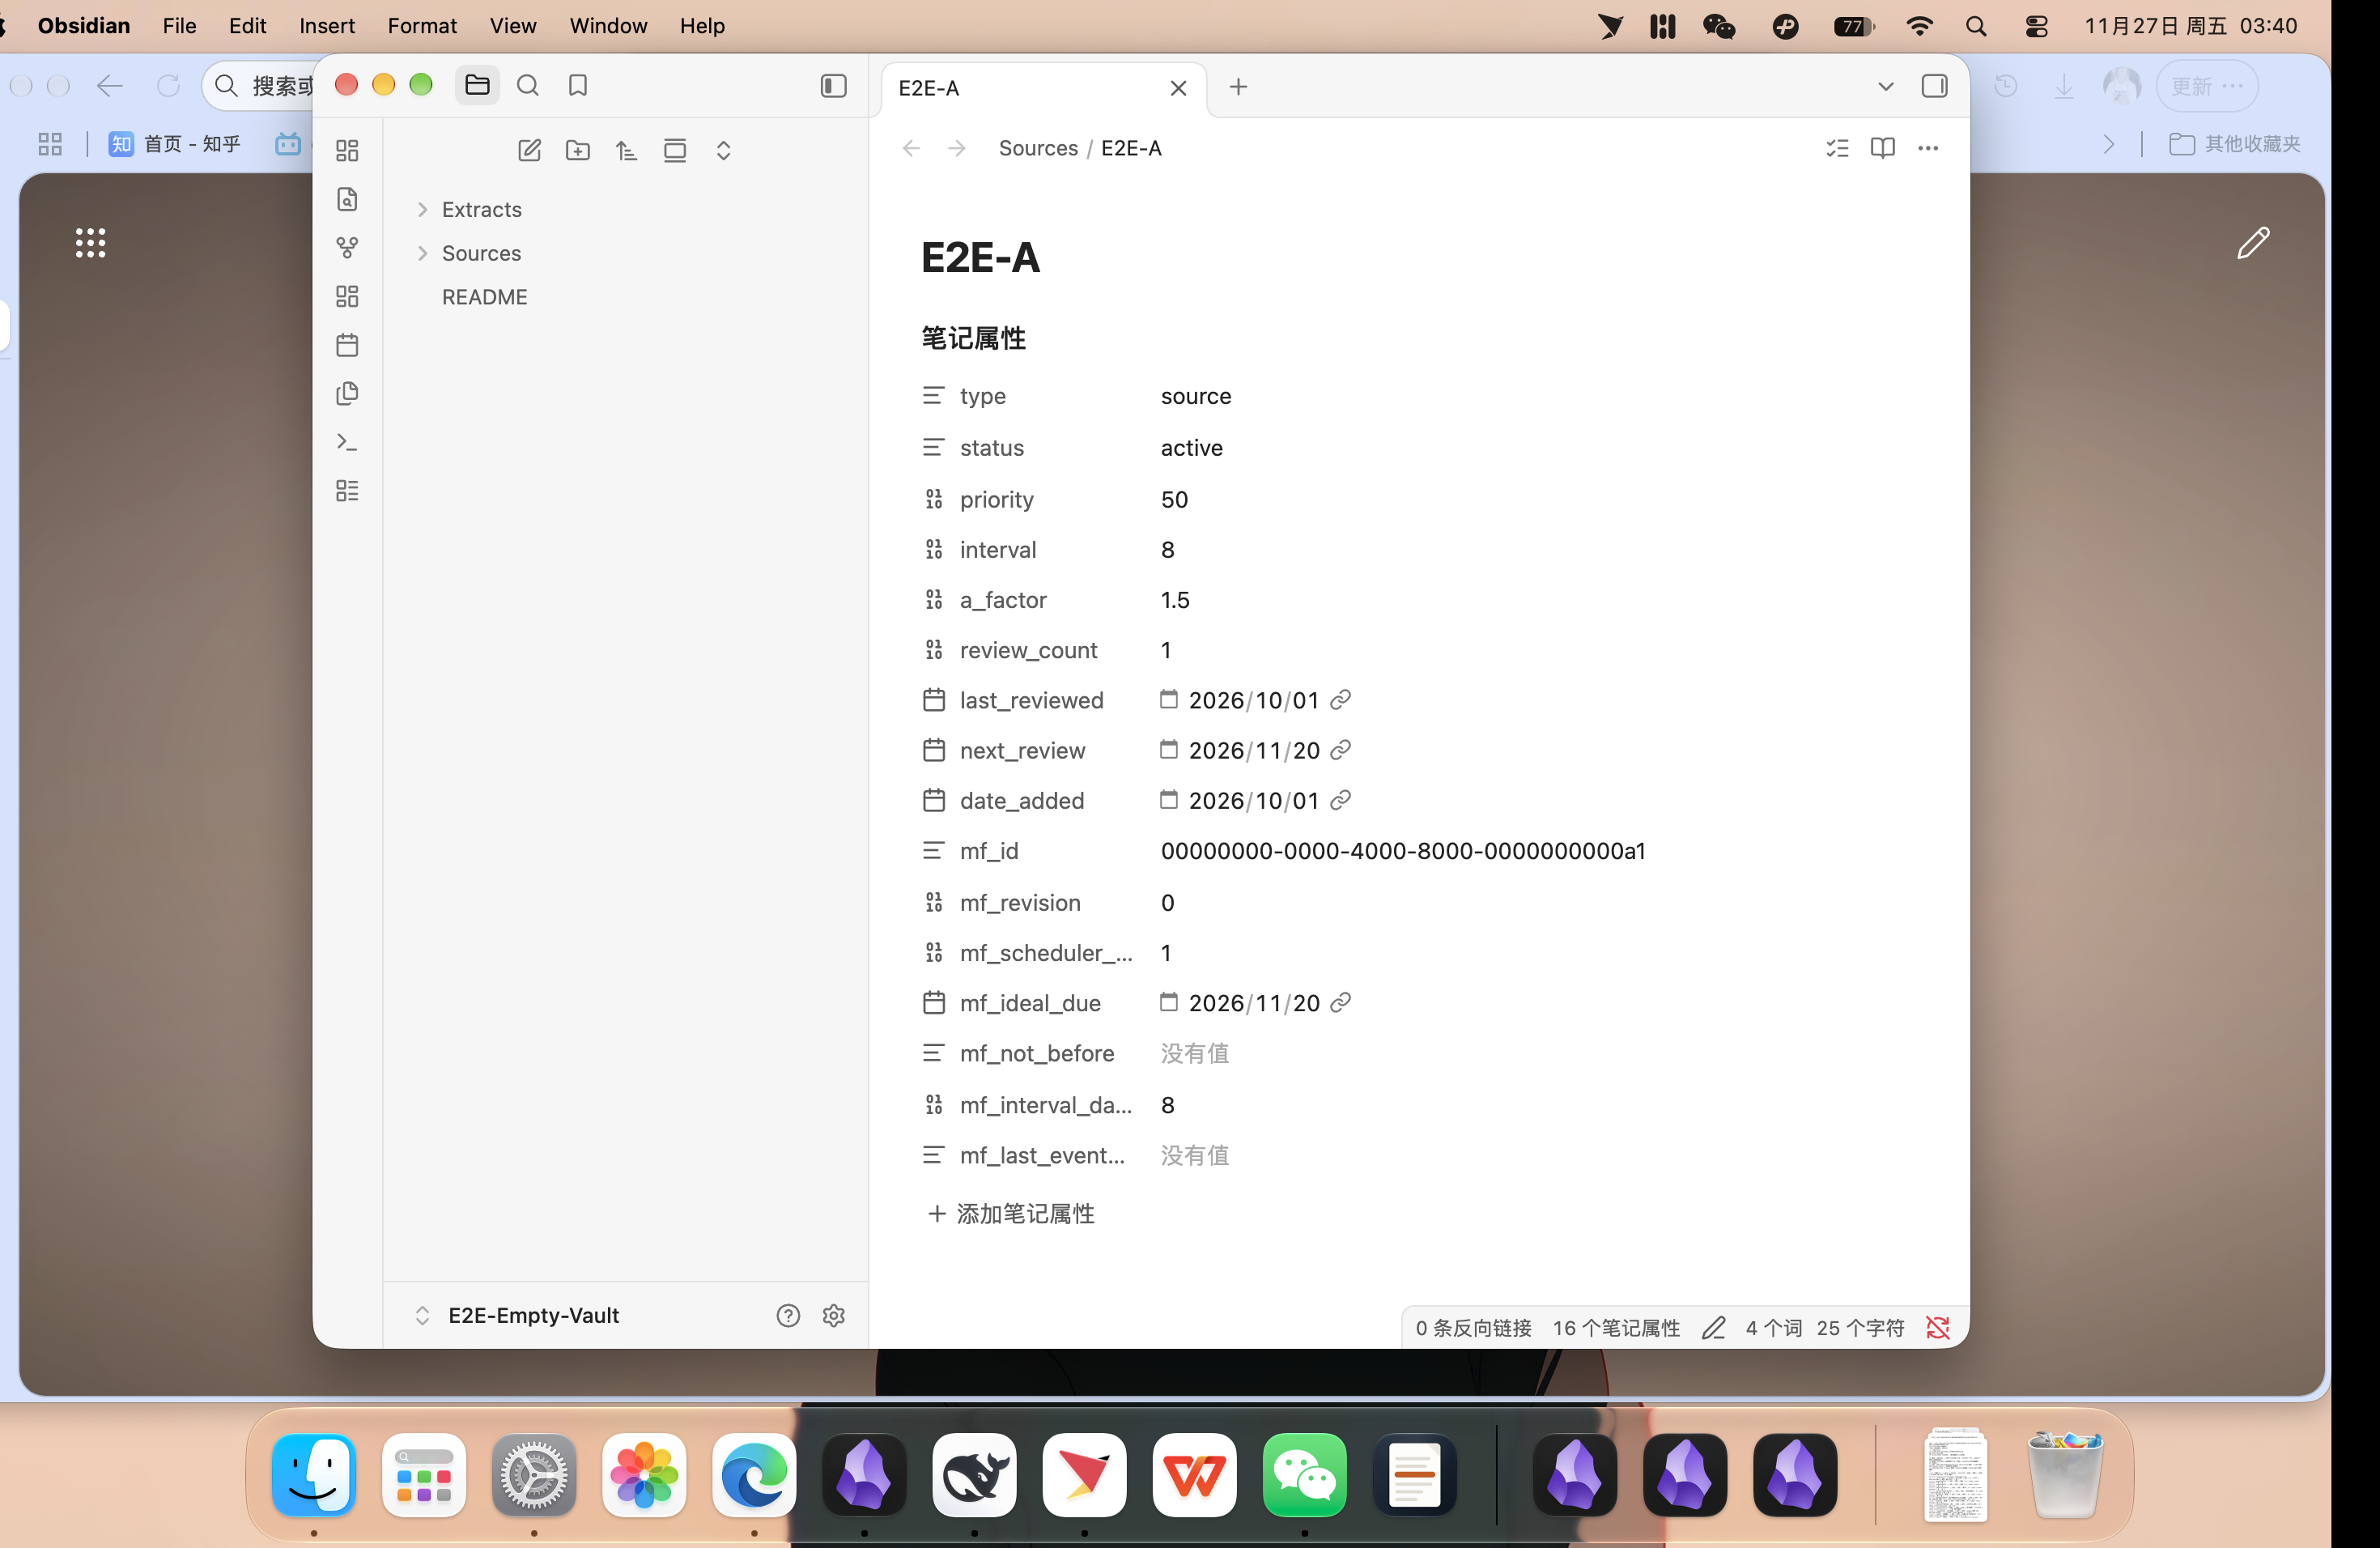 Obsidian File Edit Insert Format View Window Help 77 11月27日 周五 03:40
搜索或 E2E-A 更新
知 首页 - 知乎 其他收藏夹
Sources / E2E-A
Extracts
Sources
README
E2E-A
笔记属性
type source
status active
priority 50
interval 8
a_factor 1.5
review_count 1
last_reviewed 2026/10/01
next_review 2026/11/20
date_added 2026/10/01
mf_id 00000000-0000-4000-8000-0000000000a1
mf_revision 0
mf_scheduler_... 1
mf_ideal_due 2026/11/20
mf_not_before 没有值
mf_interval_da... 8
mf_last_event... 没有值
添加笔记属性
E2E-Empty-Vault
0 条反向链接 16 个笔记属性 4 个词 25 个字符